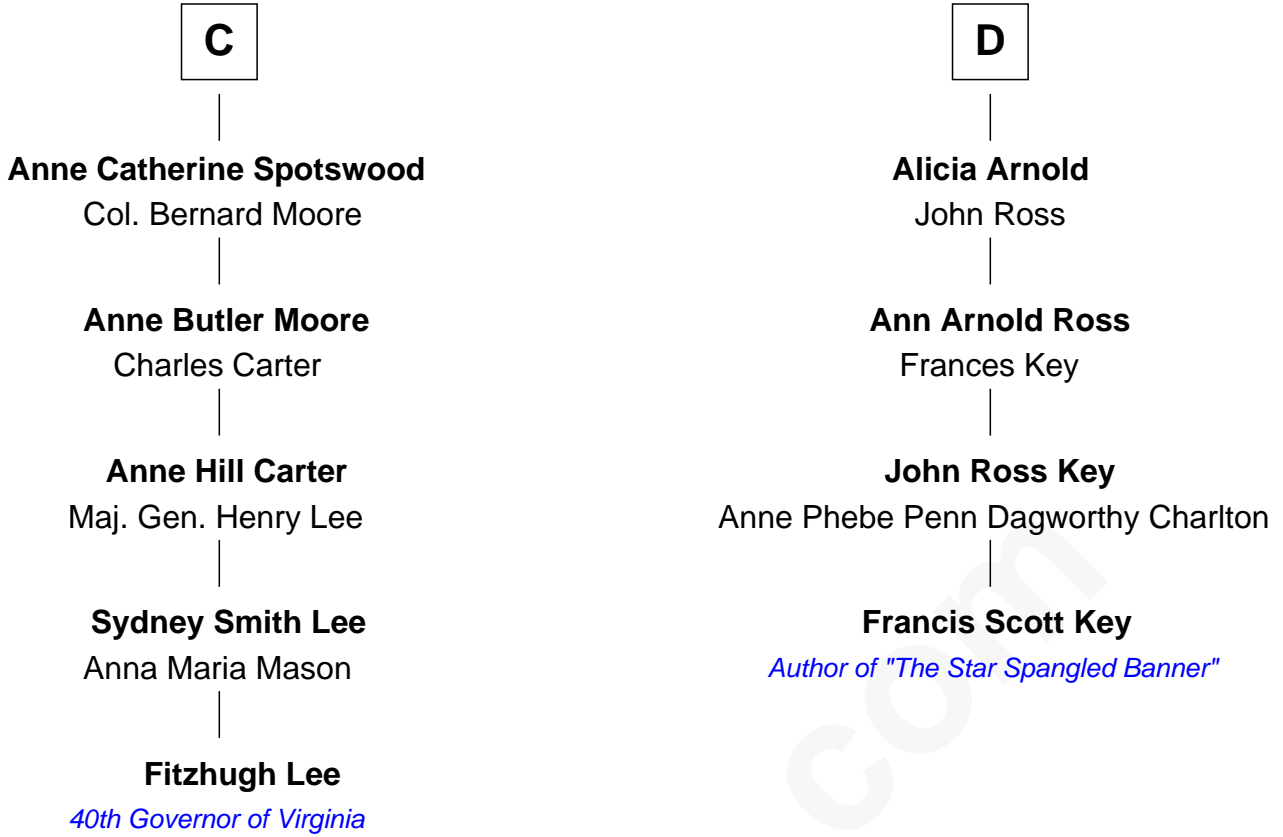 C
Anne Catherine Spotswood
Col. Bernard Moore
Anne Butler Moore
Charles Carter
Anne Hill Carter
Maj. Gen. Henry Lee
Sydney Smith Lee
Anna Maria Mason
Fitzhugh Lee
40th Governor of Virginia
D
Alicia Arnold
John Ross
Ann Arnold Ross
Frances Key
John Ross Key
Anne Phebe Penn Dagworthy Charlton
Francis Scott Key
Author of "The Star Spangled Banner"
com